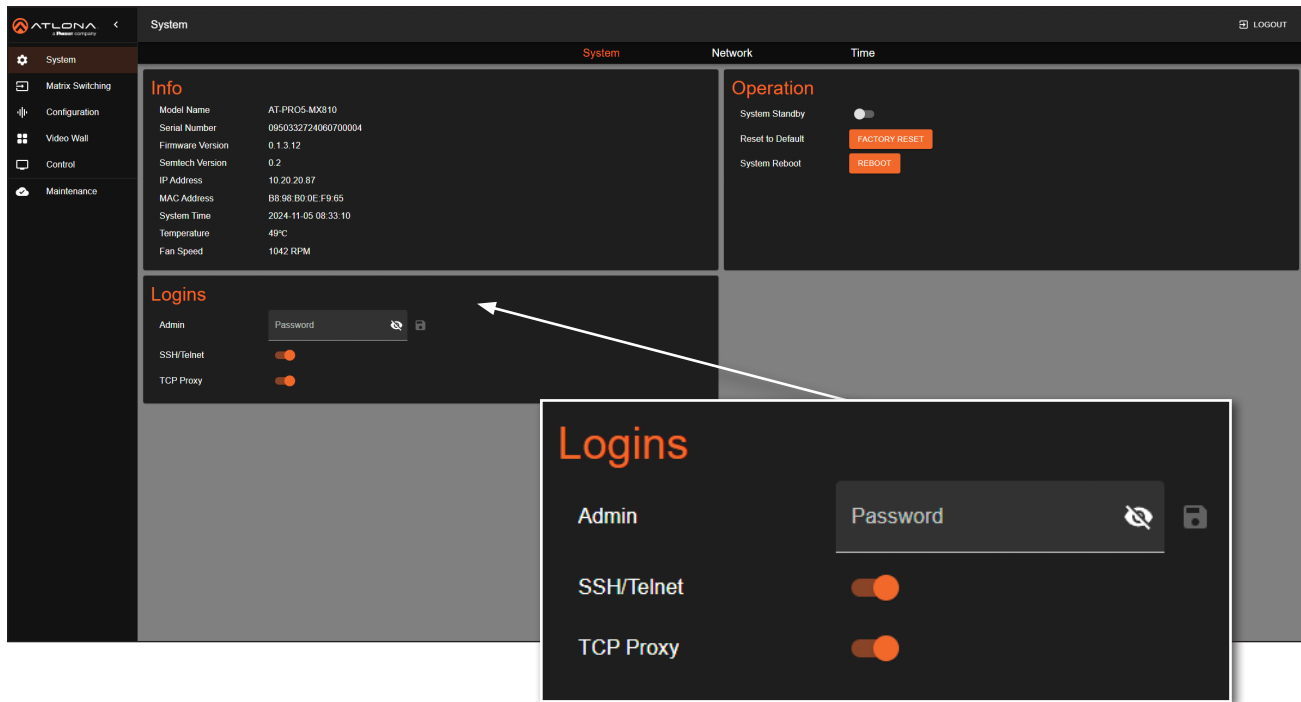 ATLONA
a Panduit company
System
LOGOUT
System
Matrix Switching
Configuration
Video Wall
Control
Maintenance
System Network Time
Info
Model Name AT-PRO5-MX810
Serial Number 0950332724060700004
Firmware Version 0.1.3.12
Semtech Version 0.2
IP Address 10.20.20.87
MAC Address B8:98:B0:0E:F9:65
System Time 2024-11-05 08:33:10
Temperature 49°C
Fan Speed 1042 RPM
Operation
System Standby
Reset to Default FACTORY RESET
System Reboot REBOOT
Logins
Admin Password
SSH/Telnet
TCP Proxy
Logins
Admin Password
SSH/Telnet
TCP Proxy